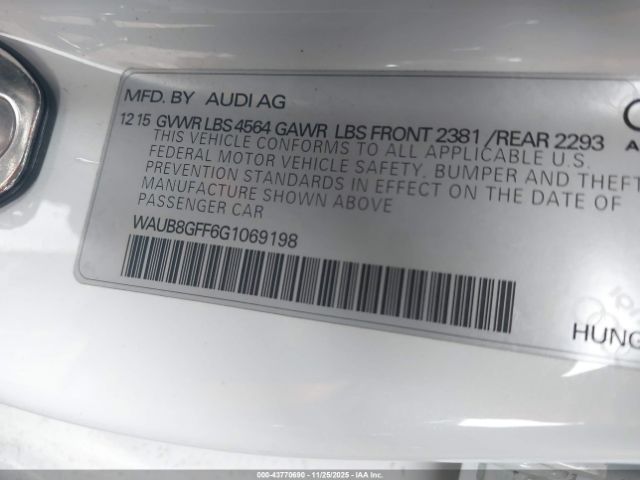 MFD. BY AUDI AG
12 15 GVWR LBS 4564 GAWR LBS FRONT 2381 / REAR 2293
THIS VEHICLE CONFORMS TO ALL APPLICABLE U.S.
FEDERAL MOTOR VEHICLE SAFETY, BUMPER AND THEFT
PREVENTION STANDARDS IN EFFECT ON THE DATE OF
MANUFACTURE SHOWN ABOVE
PASSENGER CAR
WAUB8GFF6G1069198
HUNG
000-43770690 - 11/25/2025 - IAA Inc.